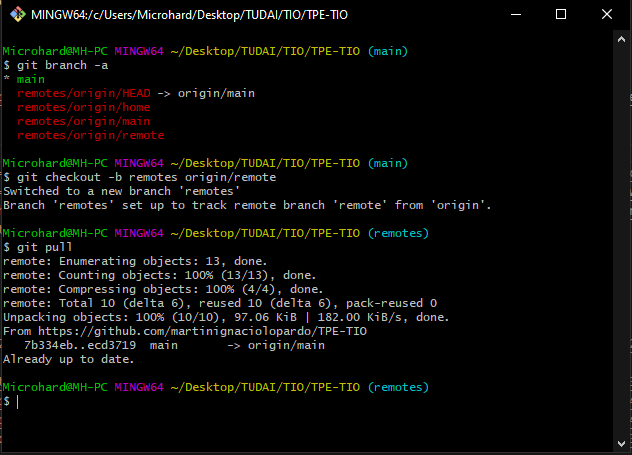 MINGW64:/c/Users/Microhard/Desktop/TUDAI/TIO/TPE-TIO
Microhard@MH-PC MINGW64 ~/Desktop/TUDAI/TIO/TPE-TIO (main)
$ git branch -a
* main
  remotes/origin/HEAD -> origin/main
  remotes/origin/home
  remotes/origin/main
  remotes/origin/remote
Microhard@MH-PC MINGW64 ~/Desktop/TUDAI/TIO/TPE-TIO (main)
$ git checkout -b remotes origin/remote
Switched to a new branch 'remotes'
Branch 'remotes' set up to track remote branch 'remote' from 'origin'.
Microhard@MH-PC MINGW64 ~/Desktop/TUDAI/TIO/TPE-TIO (remotes)
$ git pull
remote: Enumerating objects: 13, done.
remote: Counting objects: 100% (13/13), done.
remote: Compressing objects: 100% (4/4), done.
remote: Total 10 (delta 6), reused 10 (delta 6), pack-reused 0
Unpacking objects: 100% (10/10), 97.06 KiB | 182.00 KiB/s, done.
From https://github.com/martinignaciolopardo/TPE-TIO
   7b334eb..ecd3719  main       -> origin/main
Already up to date.
Microhard@MH-PC MINGW64 ~/Desktop/TUDAI/TIO/TPE-TIO (remotes)
$